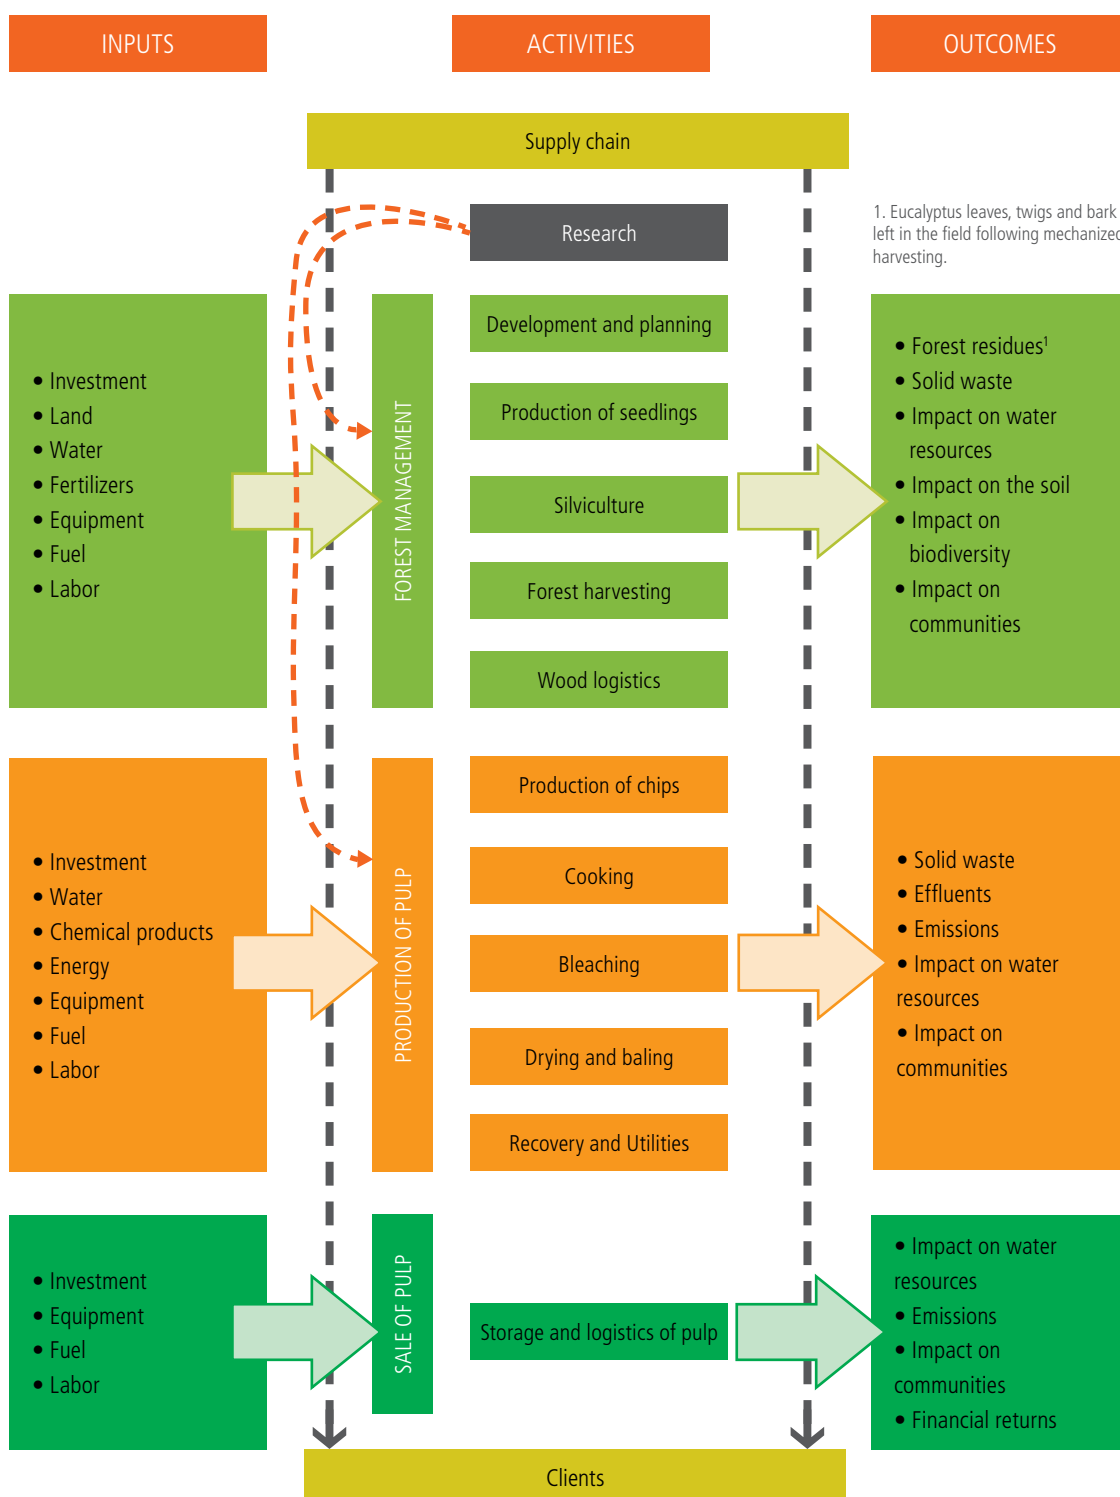 INPUTS
ACTIVITIES
OUTCOMES
Supply chain
Research
1. Eucalyptus leaves, twigs and bark
left in the field following mechanized
harvesting.
• Investment
• Land
• Water
• Fertilizers
• Equipment
• Fuel
• Labor
FOREST MANAGEMENT
Development and planning
Production of seedlings
Silviculture
Forest harvesting
Wood logistics
• Forest residues¹
• Solid waste
• Impact on water
resources
• Impact on the soil
• Impact on
biodiversity
• Impact on
communities
• Investment
• Water
• Chemical products
• Energy
• Equipment
• Fuel
• Labor
PRODUCTION OF PULP
Production of chips
Cooking
Bleaching
Drying and baling
Recovery and Utilities
• Solid waste
• Effluents
• Emissions
• Impact on water
resources
• Impact on
communities
• Investment
• Equipment
• Fuel
• Labor
SALE OF PULP
Storage and logistics of pulp
• Impact on water
resources
• Emissions
• Impact on
communities
• Financial returns
Clients